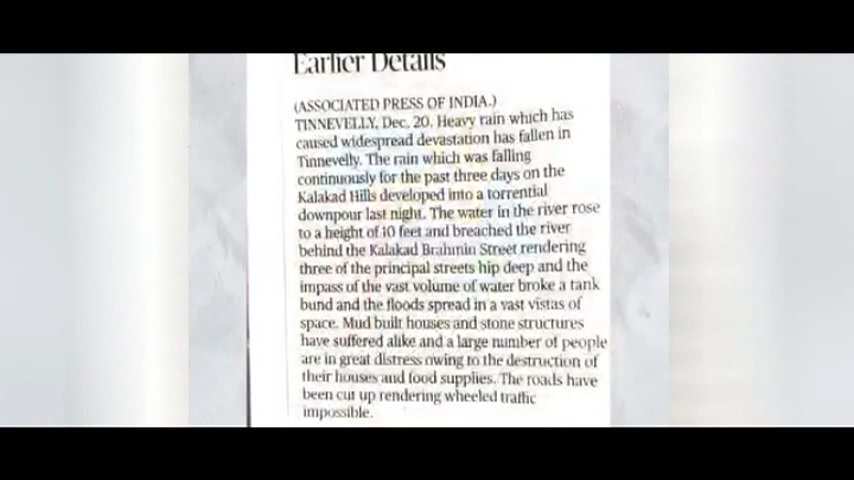 Earlier Details
(ASSOCIATED PRESS OF INDIA.)
TINNEVELLY, Dec, 20. Heavy rain which has
caused widespread devastation has fallen in
Tinnevelly. The rain which was falling
continuously for the past three days on the
Kalakad Hills developed into a torrential
downpour last night. The water in the river rose
to a height of 10 feet and breached the river
behind the Kalakad Brahmin Street rendering
three of the principal streets hip deep and the
impass of the vast volume of water broke a tank
bund and the floods spread in a vast vistas of
space. Mud built houses and stone structures
have suffered alike and a large number of people
are in great distress owing to the destruction of
their houses and food supplies. The roads have
been cut up rendering wheeled traffic
impossible.